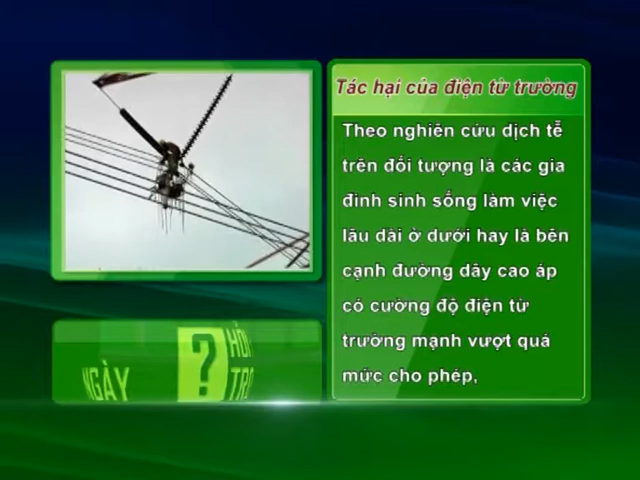 Tác hại của điện từ trường
Theo nghiên cứu dịch tễ
trên đối tượng là các gia
đình sinh sống làm việc
lâu dài ở dưới hay là bên
cạnh đường dây cao áp
có cường độ điện từ
trường mạnh vượt quá
mức cho phép,
NGÀY
?